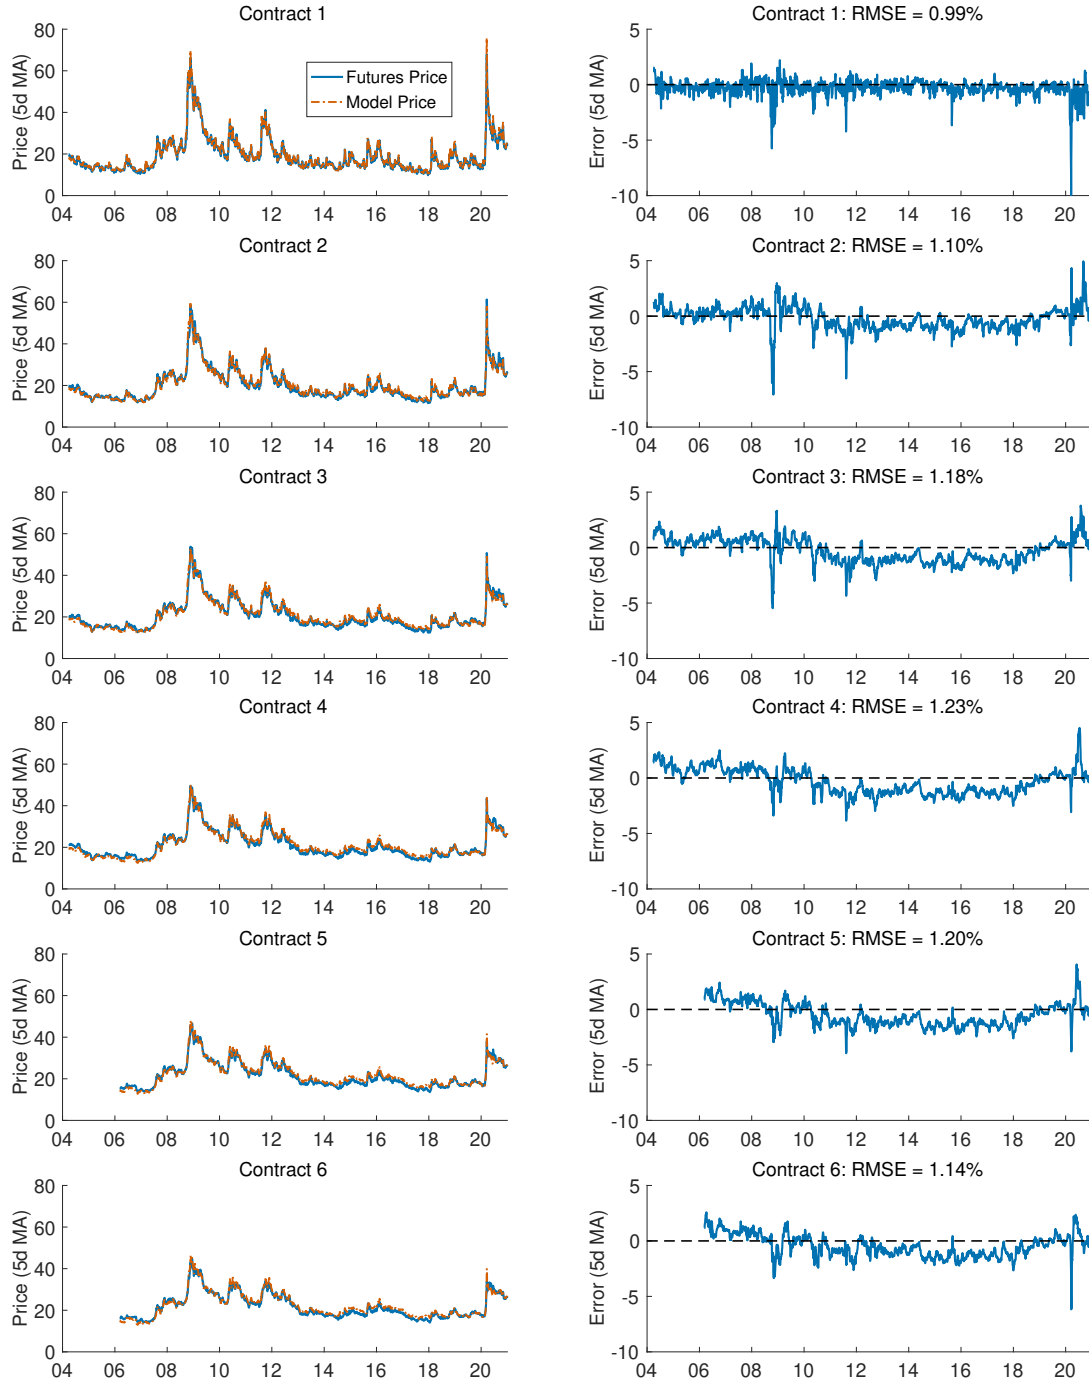 Contract 1
Price (5d MA)
80
60
40
20
0
Futures Price
Model Price
04 06 08 10 12 14 16 18 20
Contract 1: RMSE = 0.99%
Error (5d MA)
5
0
-5
-10
04 06 08 10 12 14 16 18 20
Contract 2
Price (5d MA)
80
60
40
20
0
04 06 08 10 12 14 16 18 20
Contract 2: RMSE = 1.10%
Error (5d MA)
5
0
-5
-10
04 06 08 10 12 14 16 18 20
Contract 3
Price (5d MA)
80
60
40
20
0
04 06 08 10 12 14 16 18 20
Contract 3: RMSE = 1.18%
Error (5d MA)
5
0
-5
-10
04 06 08 10 12 14 16 18 20
Contract 4
Price (5d MA)
80
60
40
20
0
04 06 08 10 12 14 16 18 20
Contract 4: RMSE = 1.23%
Error (5d MA)
5
0
-5
-10
04 06 08 10 12 14 16 18 20
Contract 5
Price (5d MA)
80
60
40
20
0
04 06 08 10 12 14 16 18 20
Contract 5: RMSE = 1.20%
Error (5d MA)
5
0
-5
-10
04 06 08 10 12 14 16 18 20
Contract 6
Price (5d MA)
80
60
40
20
0
04 06 08 10 12 14 16 18 20
Contract 6: RMSE = 1.14%
Error (5d MA)
5
0
-5
-10
04 06 08 10 12 14 16 18 20